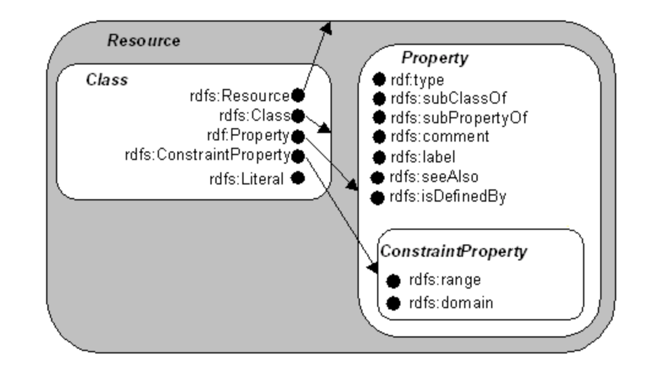 Resource
Class
rdfs:Resource
rdfs:Class
rdf:Property
rdfs:ConstraintProperty
rdfs:Literal
Property
rdf:type
rdfs:subClassOf
rdfs:subPropertyOf
rdfs:comment
rdfs:label
rdfs:seeAlso
rdfs:isDefinedBy
ConstraintProperty
rdfs:range
rdfs:domain